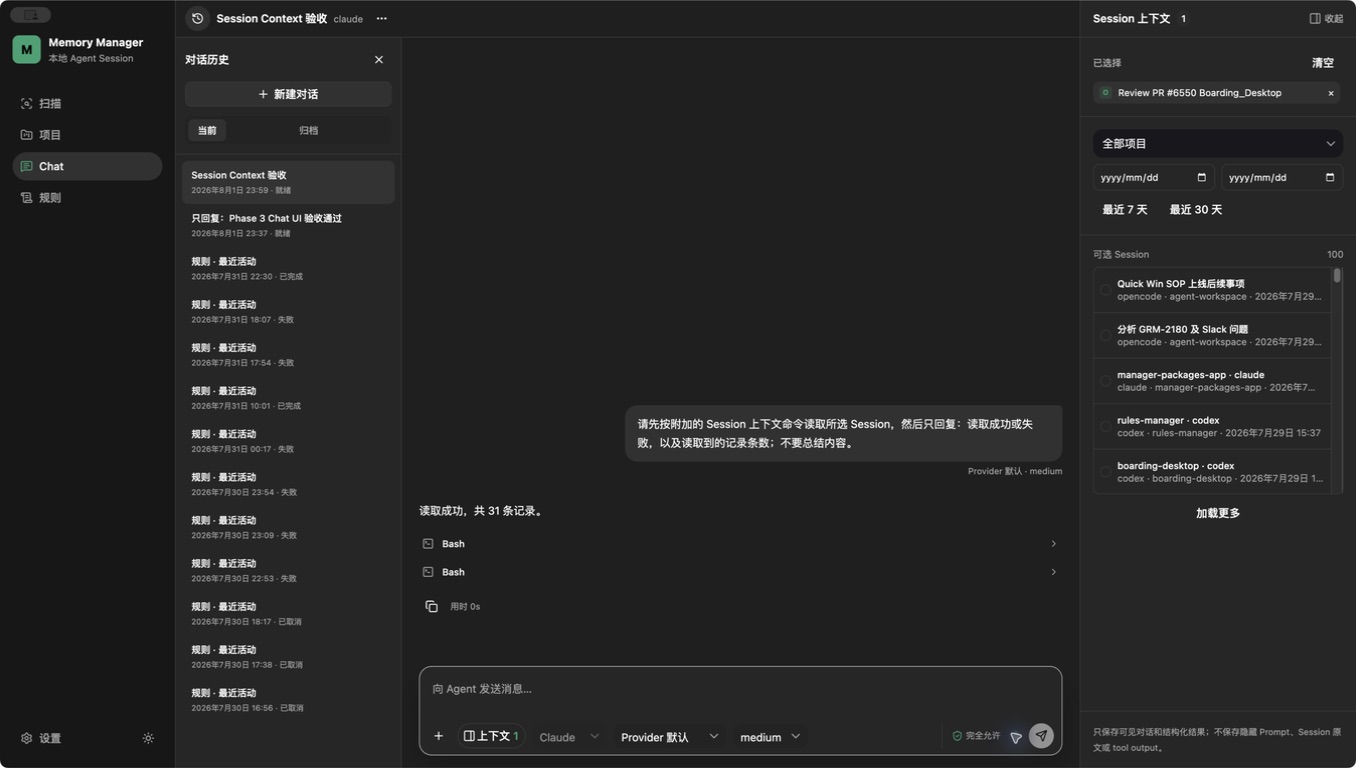 M
Memory Manager
本地 Agent Session
扫描
项目
Chat
规则
设置
Session Context 验收 claude
对话历史
新建对话
当前
归档
Session Context 验收
2026年8月1日 23:59 · 就绪
只回复：Phase 3 Chat UI 验收通过
2026年8月1日 23:37 · 就绪
规则 · 最近活动
2026年7月31日 22:30 · 已完成
规则 · 最近活动
2026年7月31日 18:07 · 失败
规则 · 最近活动
2026年7月31日 17:54 · 失败
规则 · 最近活动
2026年7月31日 10:01 · 已完成
规则 · 最近活动
2026年7月31日 00:17 · 失败
规则 · 最近活动
2026年7月30日 23:54 · 失败
规则 · 最近活动
2026年7月30日 23:09 · 失败
规则 · 最近活动
2026年7月30日 22:53 · 失败
规则 · 最近活动
2026年7月30日 18:17 · 已取消
规则 · 最近活动
2026年7月30日 17:38 · 已取消
规则 · 最近活动
2026年7月30日 16:56 · 已取消
请先按附加的 Session 上下文命令读取所选 Session，然后只回复：读取成功或失
败，以及读取到的记录条数；不要总结内容。
Provider 默认 · medium
读取成功，共 31 条记录。
Bash
Bash
用时 0s
向 Agent 发送消息...
上下文 1
Claude
Provider 默认
medium
完全允许
Session 上下文 1
收起
已选择
清空
Review PR #6550 Boarding_Desktop
全部项目
yyyy/mm/dd
yyyy/mm/dd
最近 7 天
最近 30 天
可选 Session
100
Quick Win SOP 上线后续事项
opencode · agent-workspace · 2026年7月29...
分析 GRM-2180 及 Slack 问题
opencode · agent-workspace · 2026年7月29...
manager-packages-app · claude
claude · manager-packages-app · 2026年7...
rules-manager · codex
codex · rules-manager · 2026年7月29日 15:37
boarding-desktop · codex
codex · boarding-desktop · 2026年7月29日 1...
加载更多
只保存可见对话和结构化结果；不保存隐藏 Prompt、Session 原
文或 tool output。